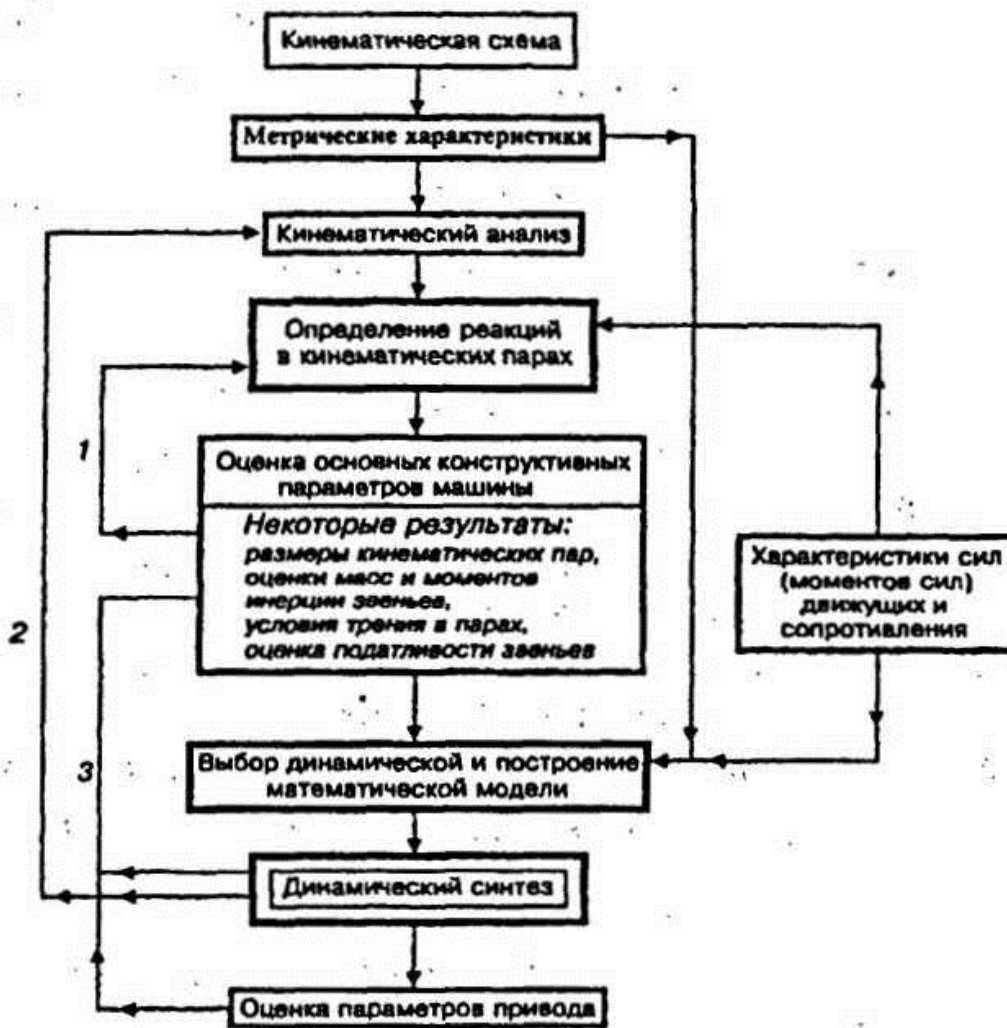 Кинематическая схема
Метрические характеристики
Кинематический анализ
Определение реакций
в кинематических парах
1
Оценка основных конструктивных
параметров машины
Некоторые результаты:
размеры кинематических пар,
оценки масс и моментов
инерции звеньев,
условия трения в парах,
оценка податливости звеньев
Характеристики сил
(моментов сил)
движущих и
сопротивления
2
3
Выбор динамической и построение
математической модели
Динамический синтез
Оценка параметров привода